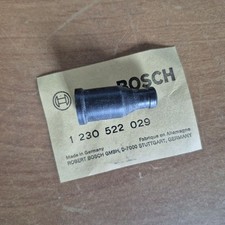 BOSCH
1 230 522 029
Made in Germany Fabriqué en Allemagne
ROBERT BOSCH GMBH, D-7000 STUTTGART, GERMANY